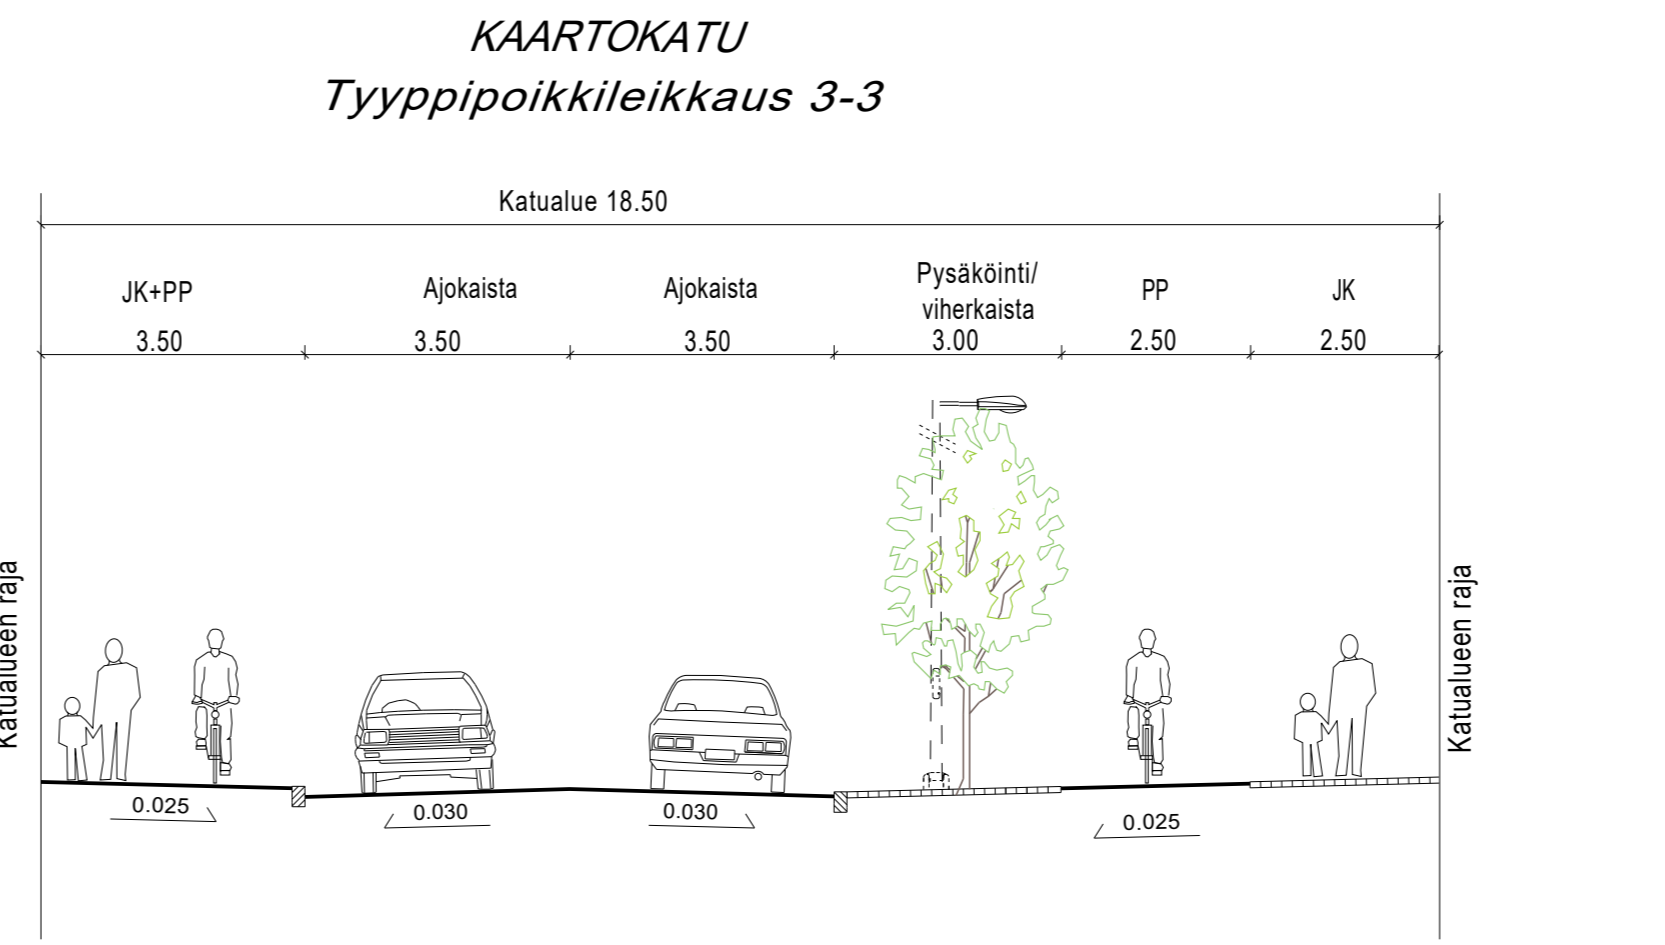 KAARTOKATU
Tyyppipoikkileikkaus 3-3
Katualue 18.50
JK+PP
3.50
Ajokaista
3.50
Ajokaista
3.50
Pysäköinti/
viherkaista
3.00
PP
2.50
JK
2.50
Katualueen raja
Katualueen raja
0.025
0.030
0.030
0.025